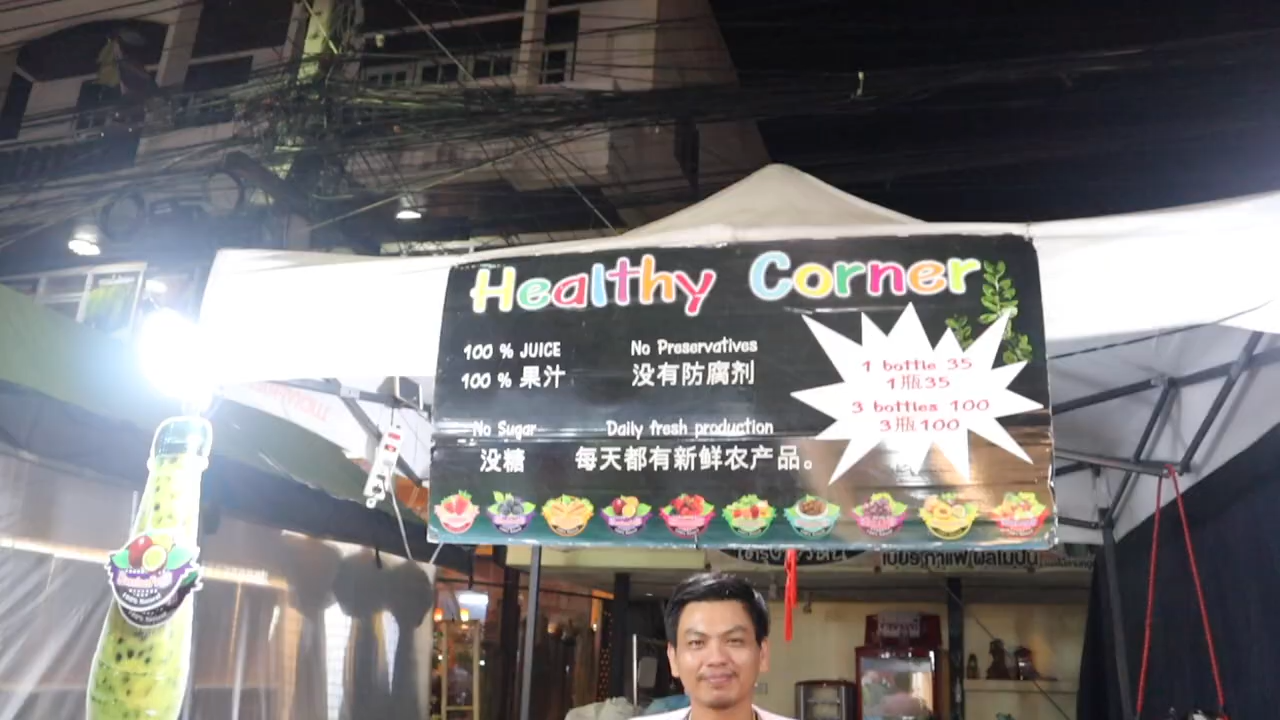 Healthy Corner
100 % JUICE
100 % 果汁
No Preservatives
没有防腐剂
No Sugar
没糖
Daily fresh production
每天都有新鲜农产品。
1 bottle 35
1瓶35
3 bottles 100
3瓶100
100% Natural